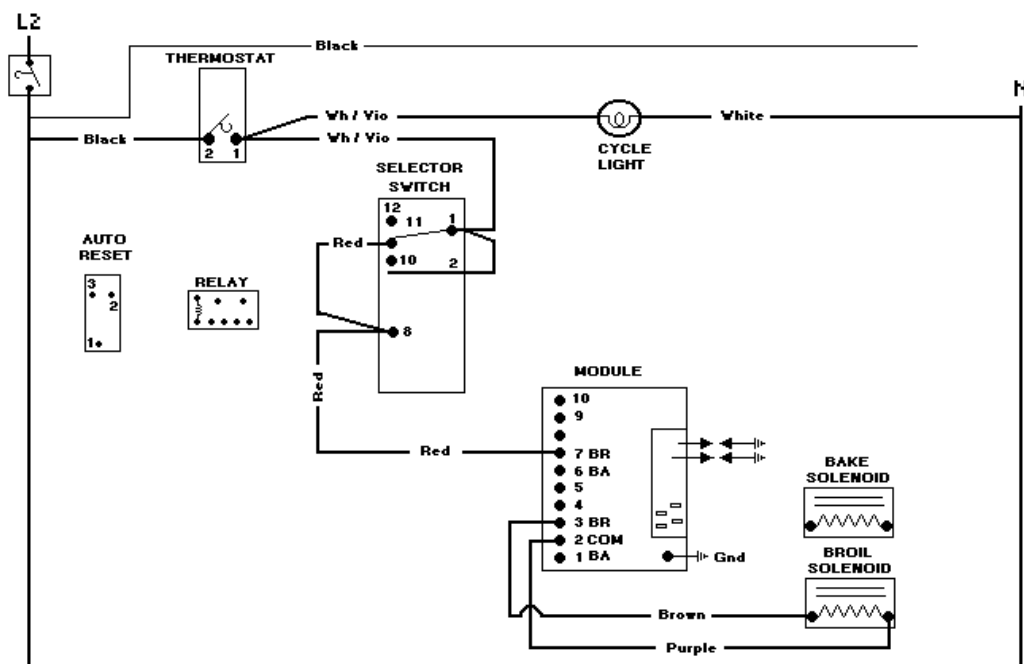 L2
Black
THERMOSTAT
Wh / Vio
White
N
Black
2 1
Wh / Vio
CYCLE
LIGHT
SELECTOR
SWITCH
12
11
1
Red
10
2
8
AUTO
RESET
3
2
1
RELAY
Red
Red
MODULE
10
9
7 BR
6 BA
5
4
3 BR
2 COM
1 BA
Gnd
BAKE
SOLENOID
BROIL
SOLENOID
Brown
Purple